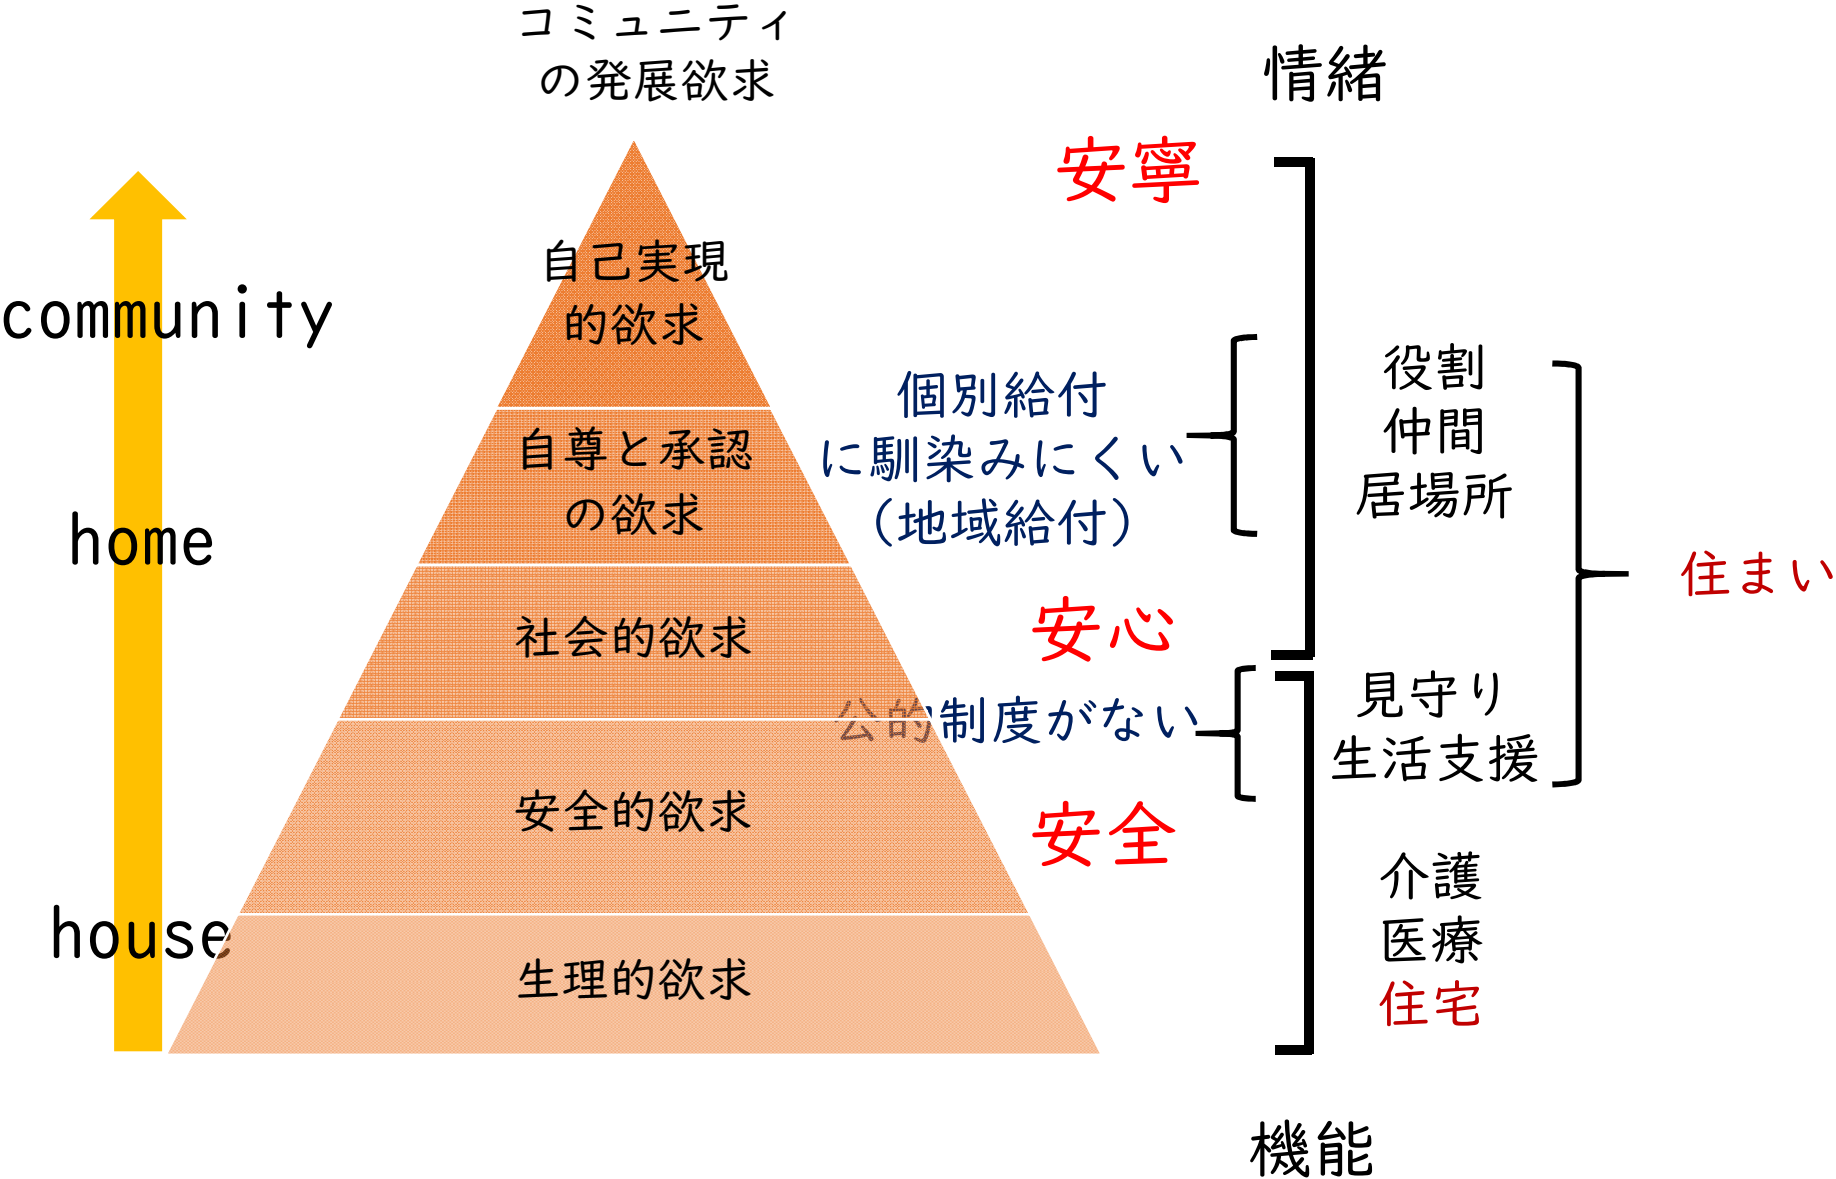 コミュニティ
の発展欲求
情緒
安寧
自己実現
的欲求
community
役割
仲間
居場所
個別給付
に馴染みにくい
（地域給付）
自尊と承認
の欲求
home
住まい
社会的欲求
安心
公的制度がない
見守り
生活支援
安全的欲求
安全
介護
医療
住宅
house
生理的欲求
機能